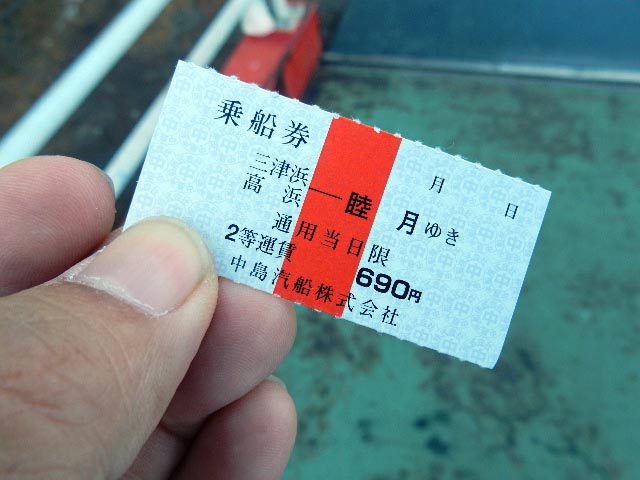 乗船券
月 日
三津浜
高浜
━睦月ゆき
通用当日限
2等運賃 690円
中島汽船株式会社